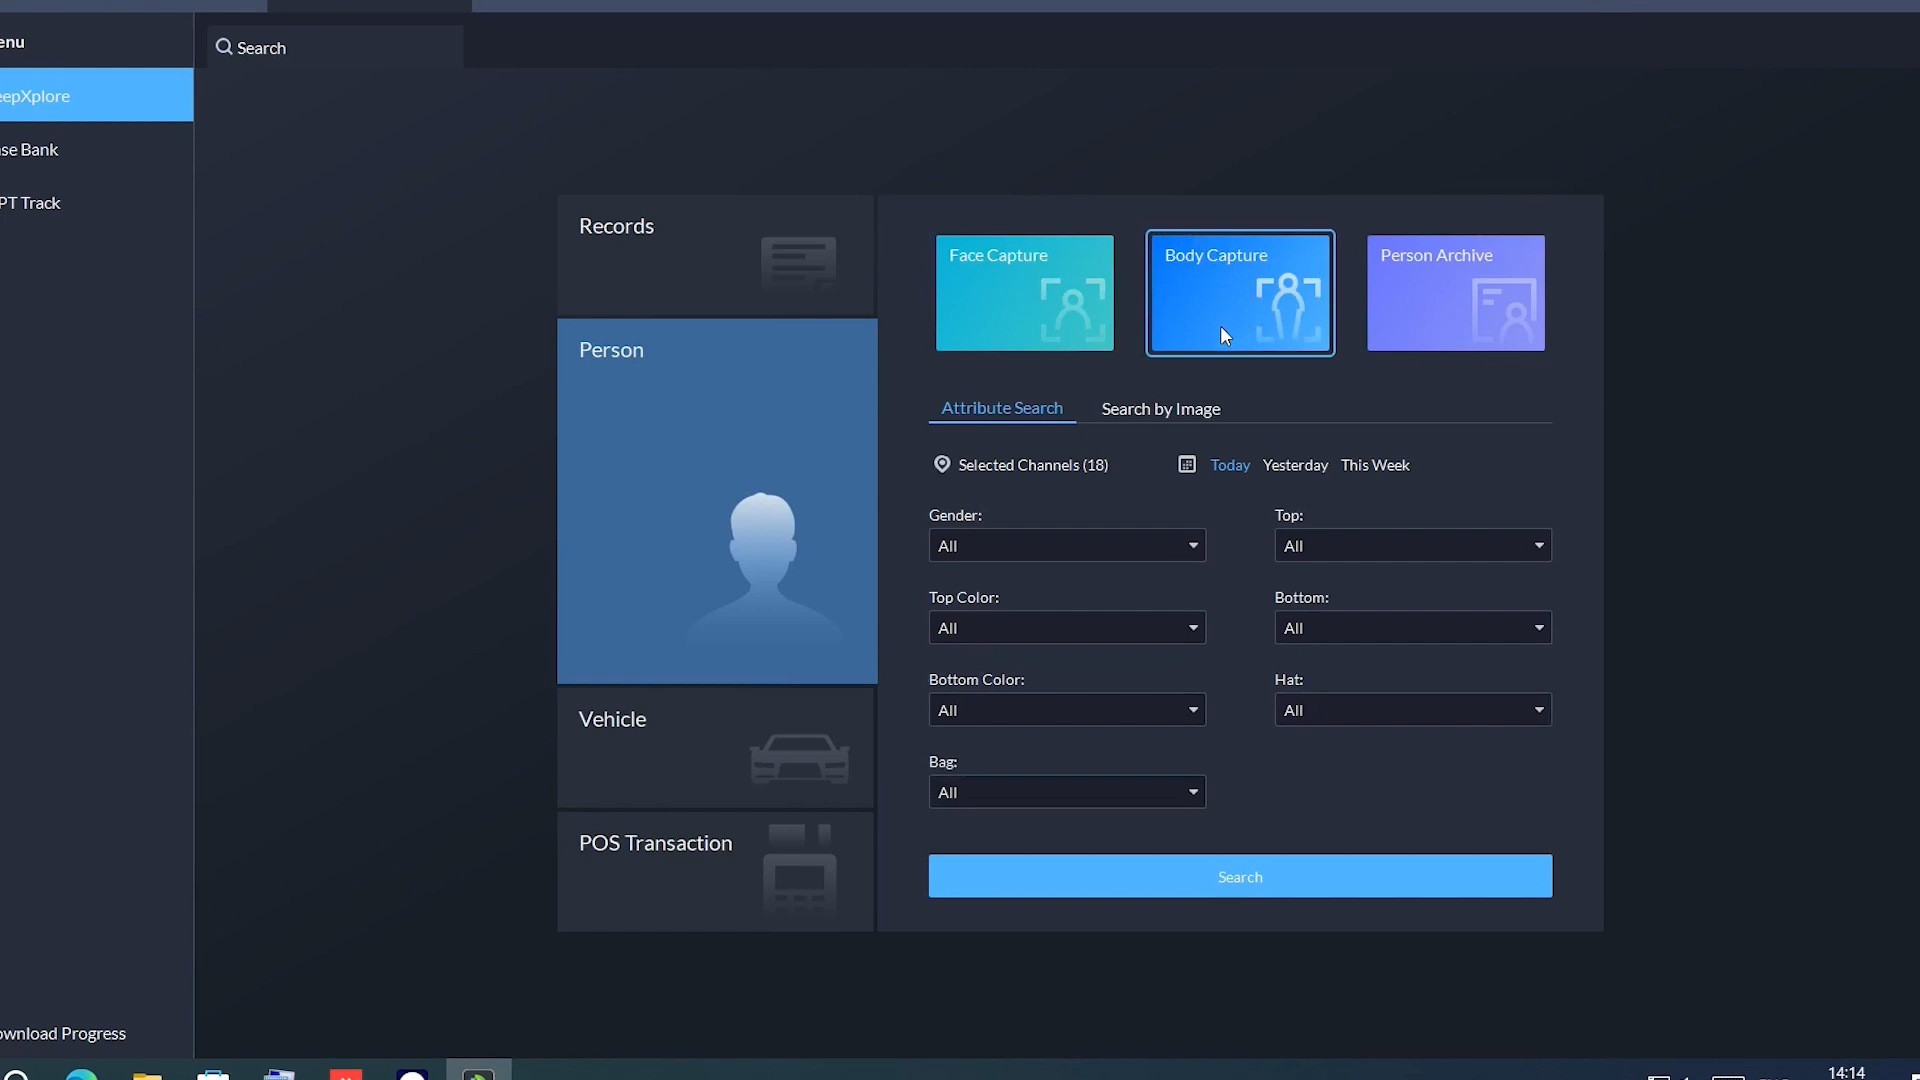 enu
Search
eepXplore
se Bank
PT Track
Records
Person
Vehicle
POS Transaction
Face Capture
Body Capture
Person Archive
Attribute Search
Search by Image
Selected Channels (18)
Today
Yesterday
This Week
Gender:
All
Top:
All
Top Color:
All
Bottom:
All
Bottom Color:
All
Hat:
All
Bag:
All
Search
ownload Progress
14:14